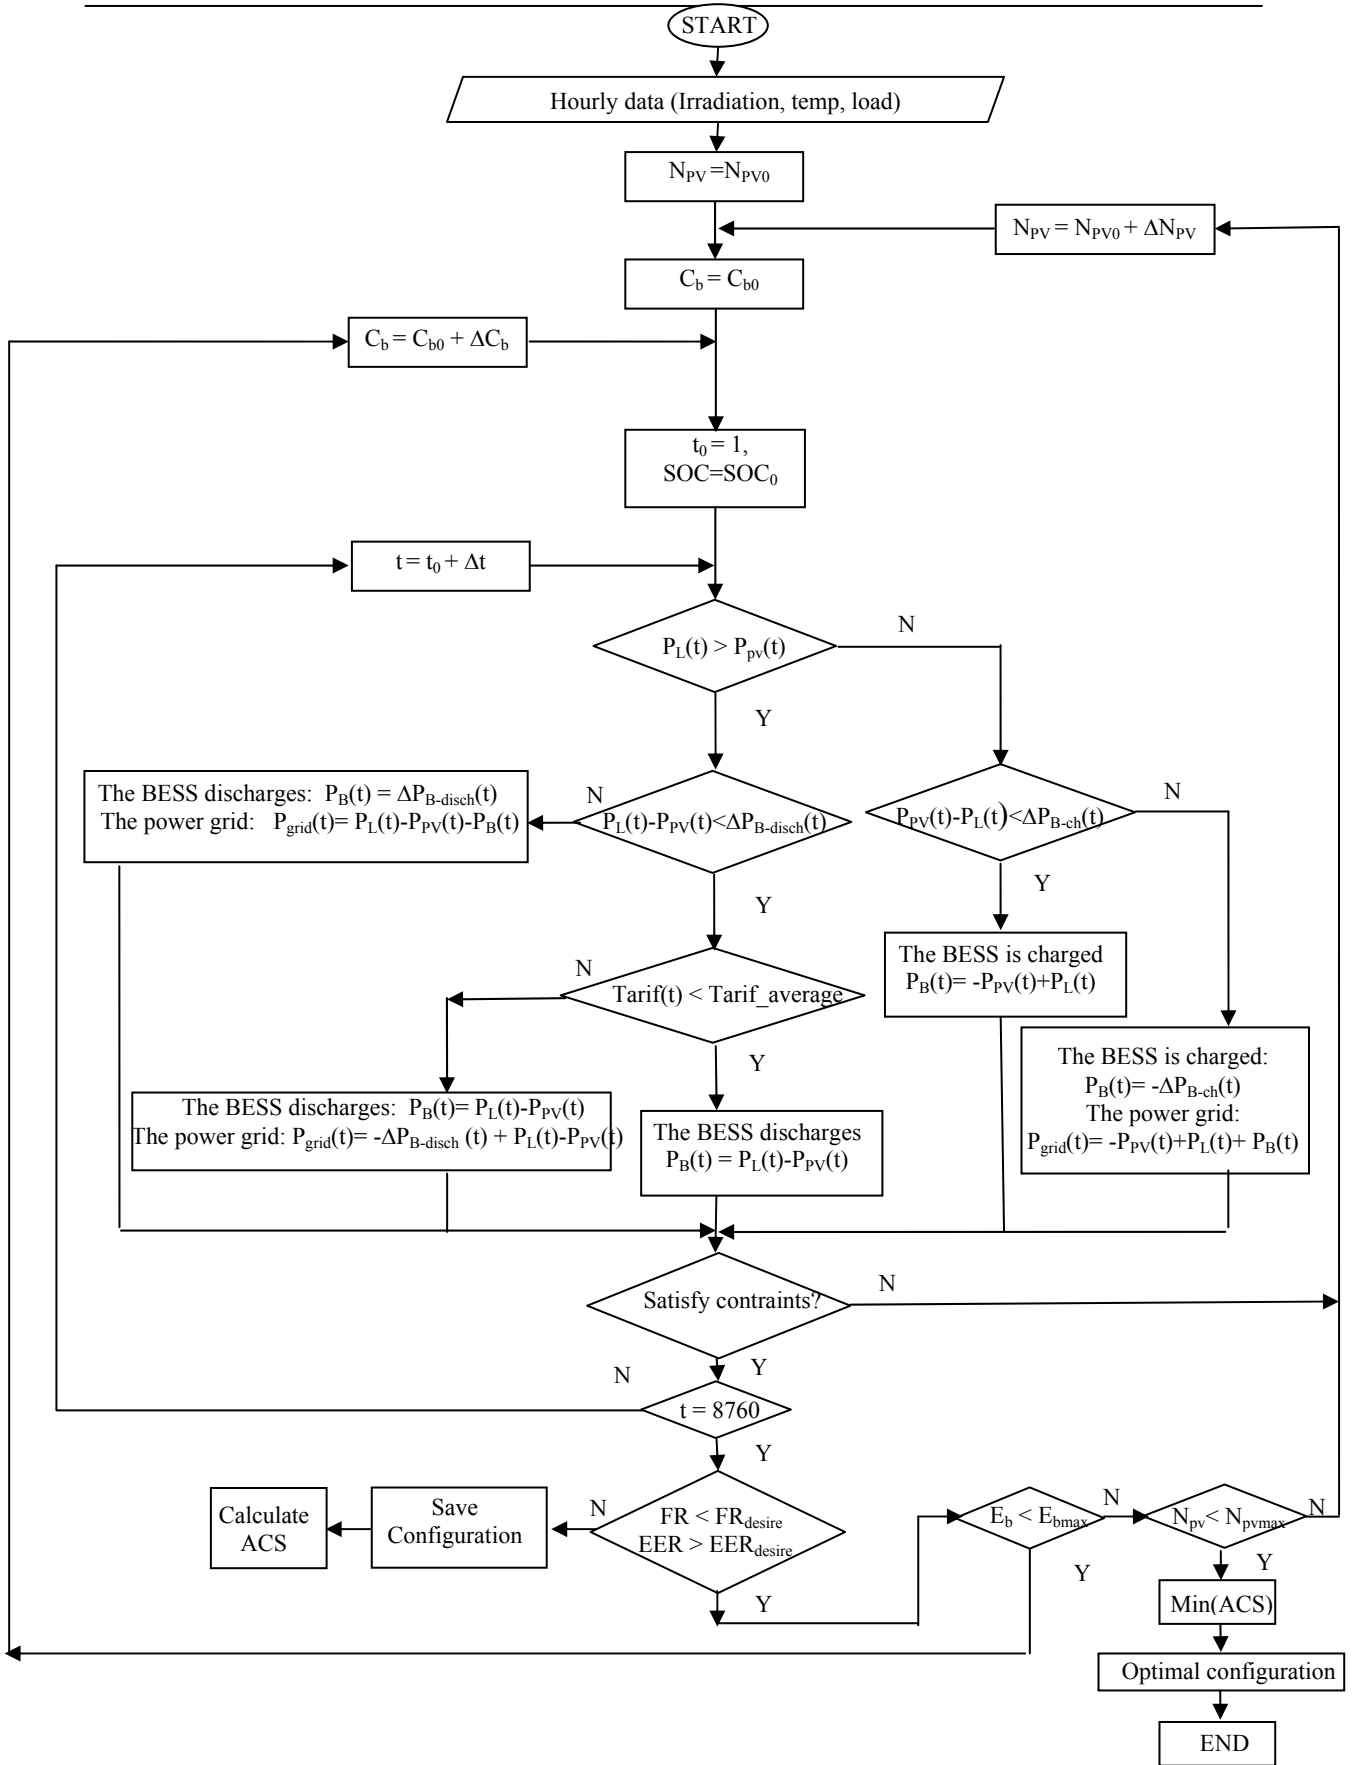 START
Hourly data (Irradiation, temp, load)
N_PV =N_PV0
N_PV = N_PV0 + ΔN_PV
C_b = C_b0
C_b = C_b0 + ΔC_b
t_0 = 1,
SOC=SOC_0
t = t_0 + Δt
N
P_L(t) > P_pv(t)
Y
The BESS discharges: P_B(t) = ΔP_B-disch(t)
The power grid: P_grid(t)= P_L(t)-P_PV(t)-P_B(t)
N
P_L(t)-P_PV(t)<ΔP_B-disch(t)
P_PV(t)-P_L(t)<ΔP_B-ch(t)
N
Y
Y
The BESS is charged
P_B(t)= -P_PV(t)+P_L(t)
N
Tarif(t) < Tarif_average
Y
The BESS is charged:
P_B(t)= -ΔP_B-ch(t)
The power grid:
P_grid(t)= -P_PV(t)+P_L(t)+ P_B(t)
The BESS discharges: P_B(t)= P_L(t)-P_PV(t)
The power grid: P_grid(t)= -ΔP_B-disch (t) + P_L(t)-P_PV(t)
The BESS discharges
P_B(t) = P_L(t)-P_PV(t)
Satisfy contraints?
N
Y
N
t = 8760
Y
Calculate
ACS
Save
Configuration
N
FR < FR_desire
EER > EER_desire
Y
E_b < E_bmax
N
Y
N_pv< N_pvmax
N
Y
Min(ACS)
Optimal configuration
END